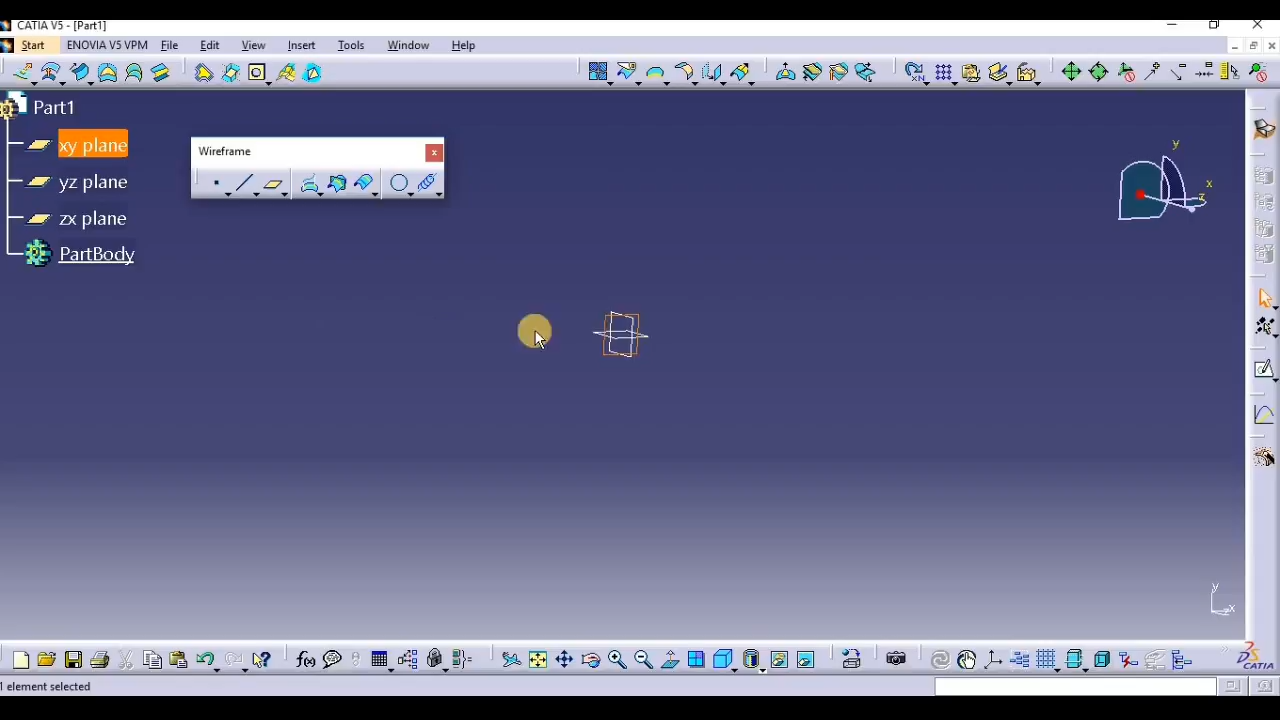 CATIA V5 - [Part1]
Start ENOVIA V5 VPM File Edit View Insert Tools Window Help
Part1
xy plane
yz plane
zx plane
PartBody
Wireframe
x
y
x
z
y
x
f(x)
CATIA
1 element selected